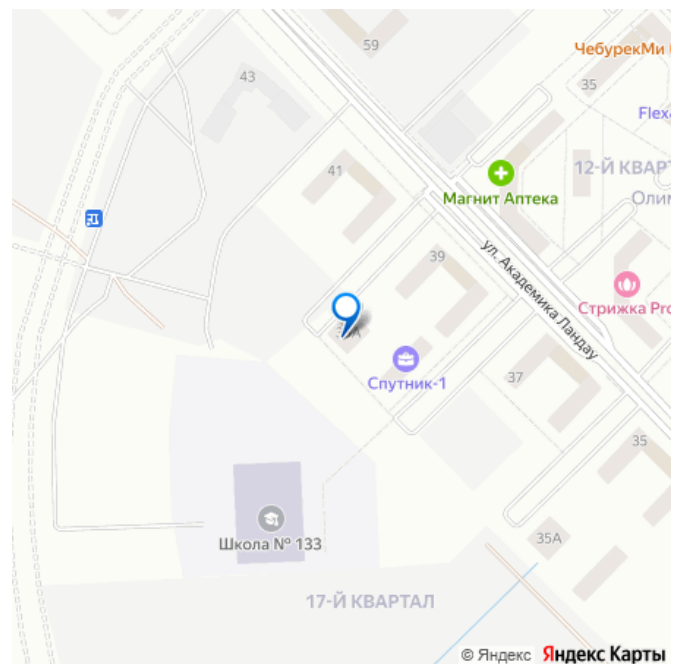 59
ЧебурекМи
43
35
Flex
41
12-Й КВАР
Магнит Аптека
Олим
39
ул. Академика Ландау
Стрижка Pro
Спутник-1
37
35
Школа № 133
35А
17-Й КВАРТАЛ
© Яндекс Яндекс Карты